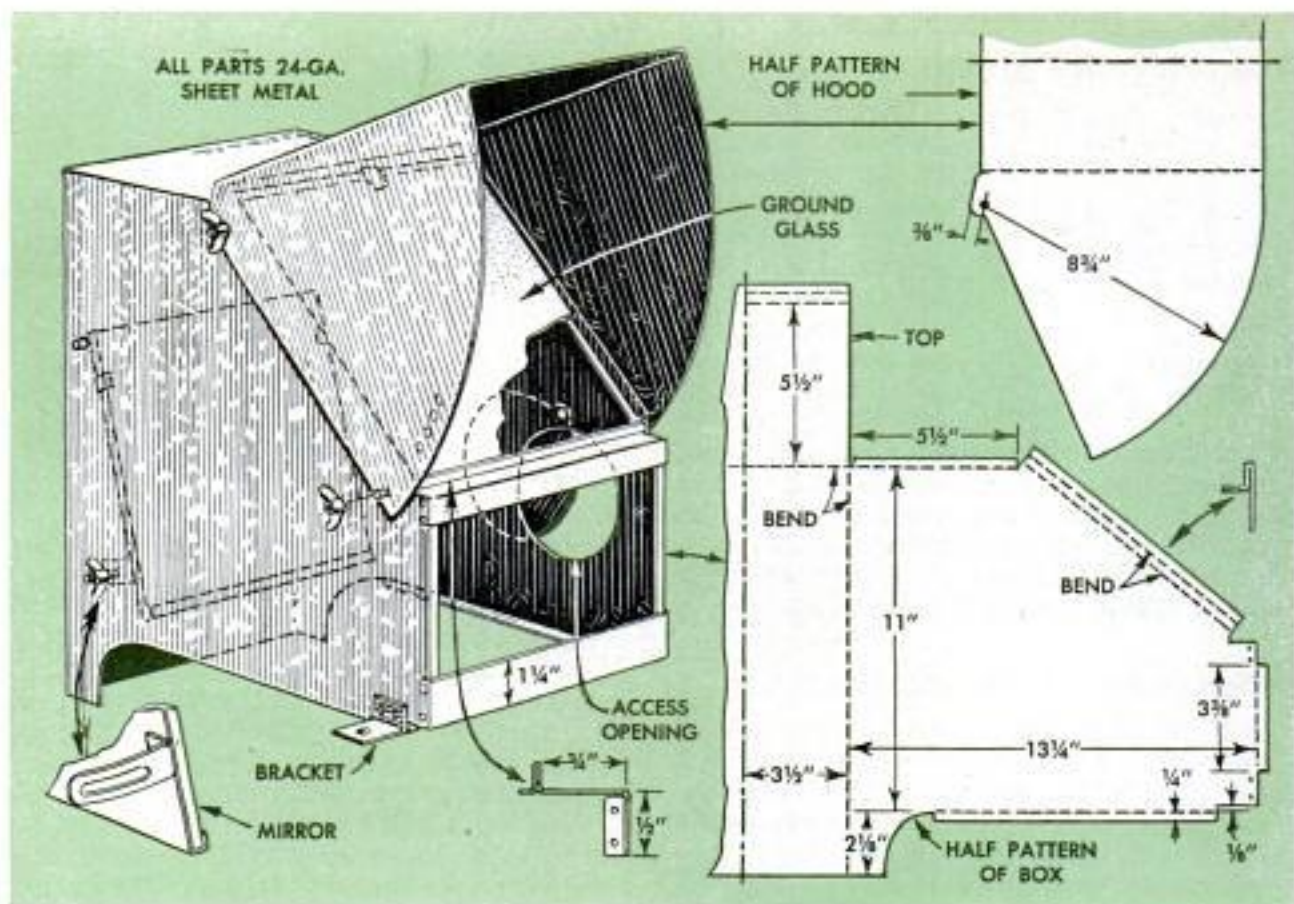 ALL PARTS 24-GA.
SHEET METAL
HALF PATTERN
OF HOOD
GROUND
GLASS
⅜"
8¾"
TOP
5½"
5½"
BEND
BEND
11"
3⅜"
13¼"
3½"
¼"
2⅛"
⅛"
HALF PATTERN
OF BOX
1¼"
ACCESS
OPENING
BRACKET
¾"
½"
MIRROR